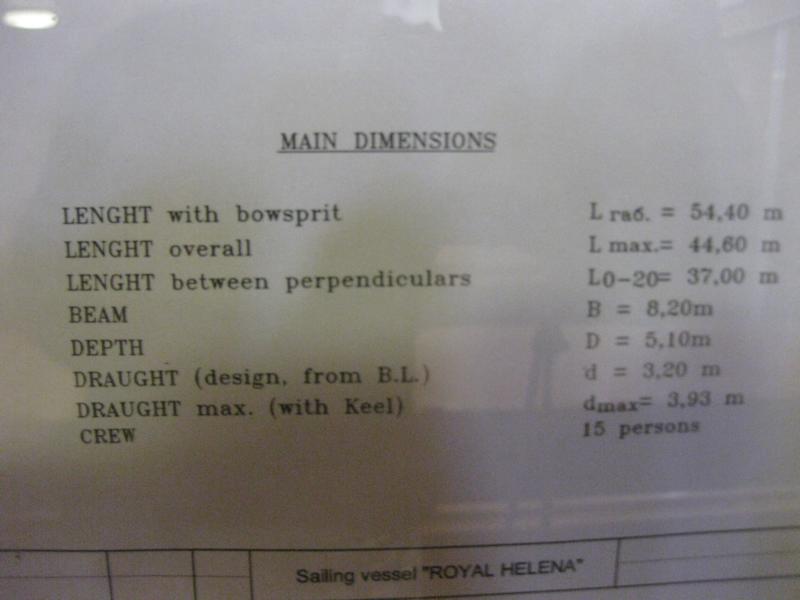 MAIN DIMENSIONS
LENGHT with bowsprit L габ. = 54,40 m
LENGHT overall L max.= 44,60 m
LENGHT between perpendiculars L0-20= 37,00 m
BEAM B = 8,20m
DEPTH D = 5,10m
DRAUGHT (design, from B.L.) d = 3,20 m
DRAUGHT max. (with Keel) dmax= 3,93 m
CREW 15 persons
Sailing vessel "ROYAL HELENA"